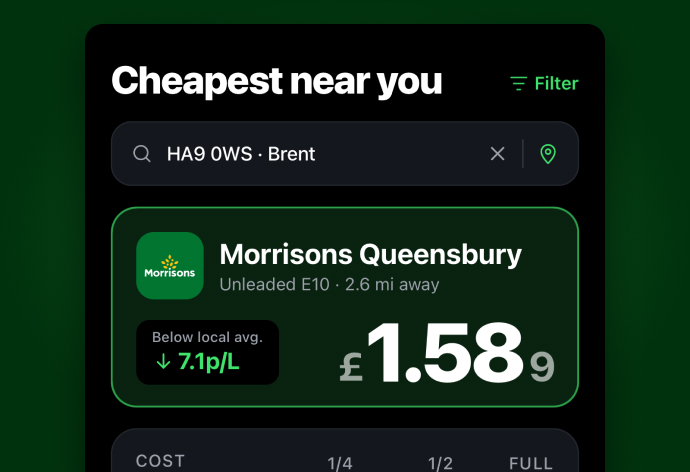 Cheapest near you
Filter
HA9 0WS · Brent
Morrisons
Morrisons Queensbury
Unleaded E10 · 2.6 mi away
Below local avg.
↓ 7.1p/L
£1.589
COST 1/4 1/2 FULL